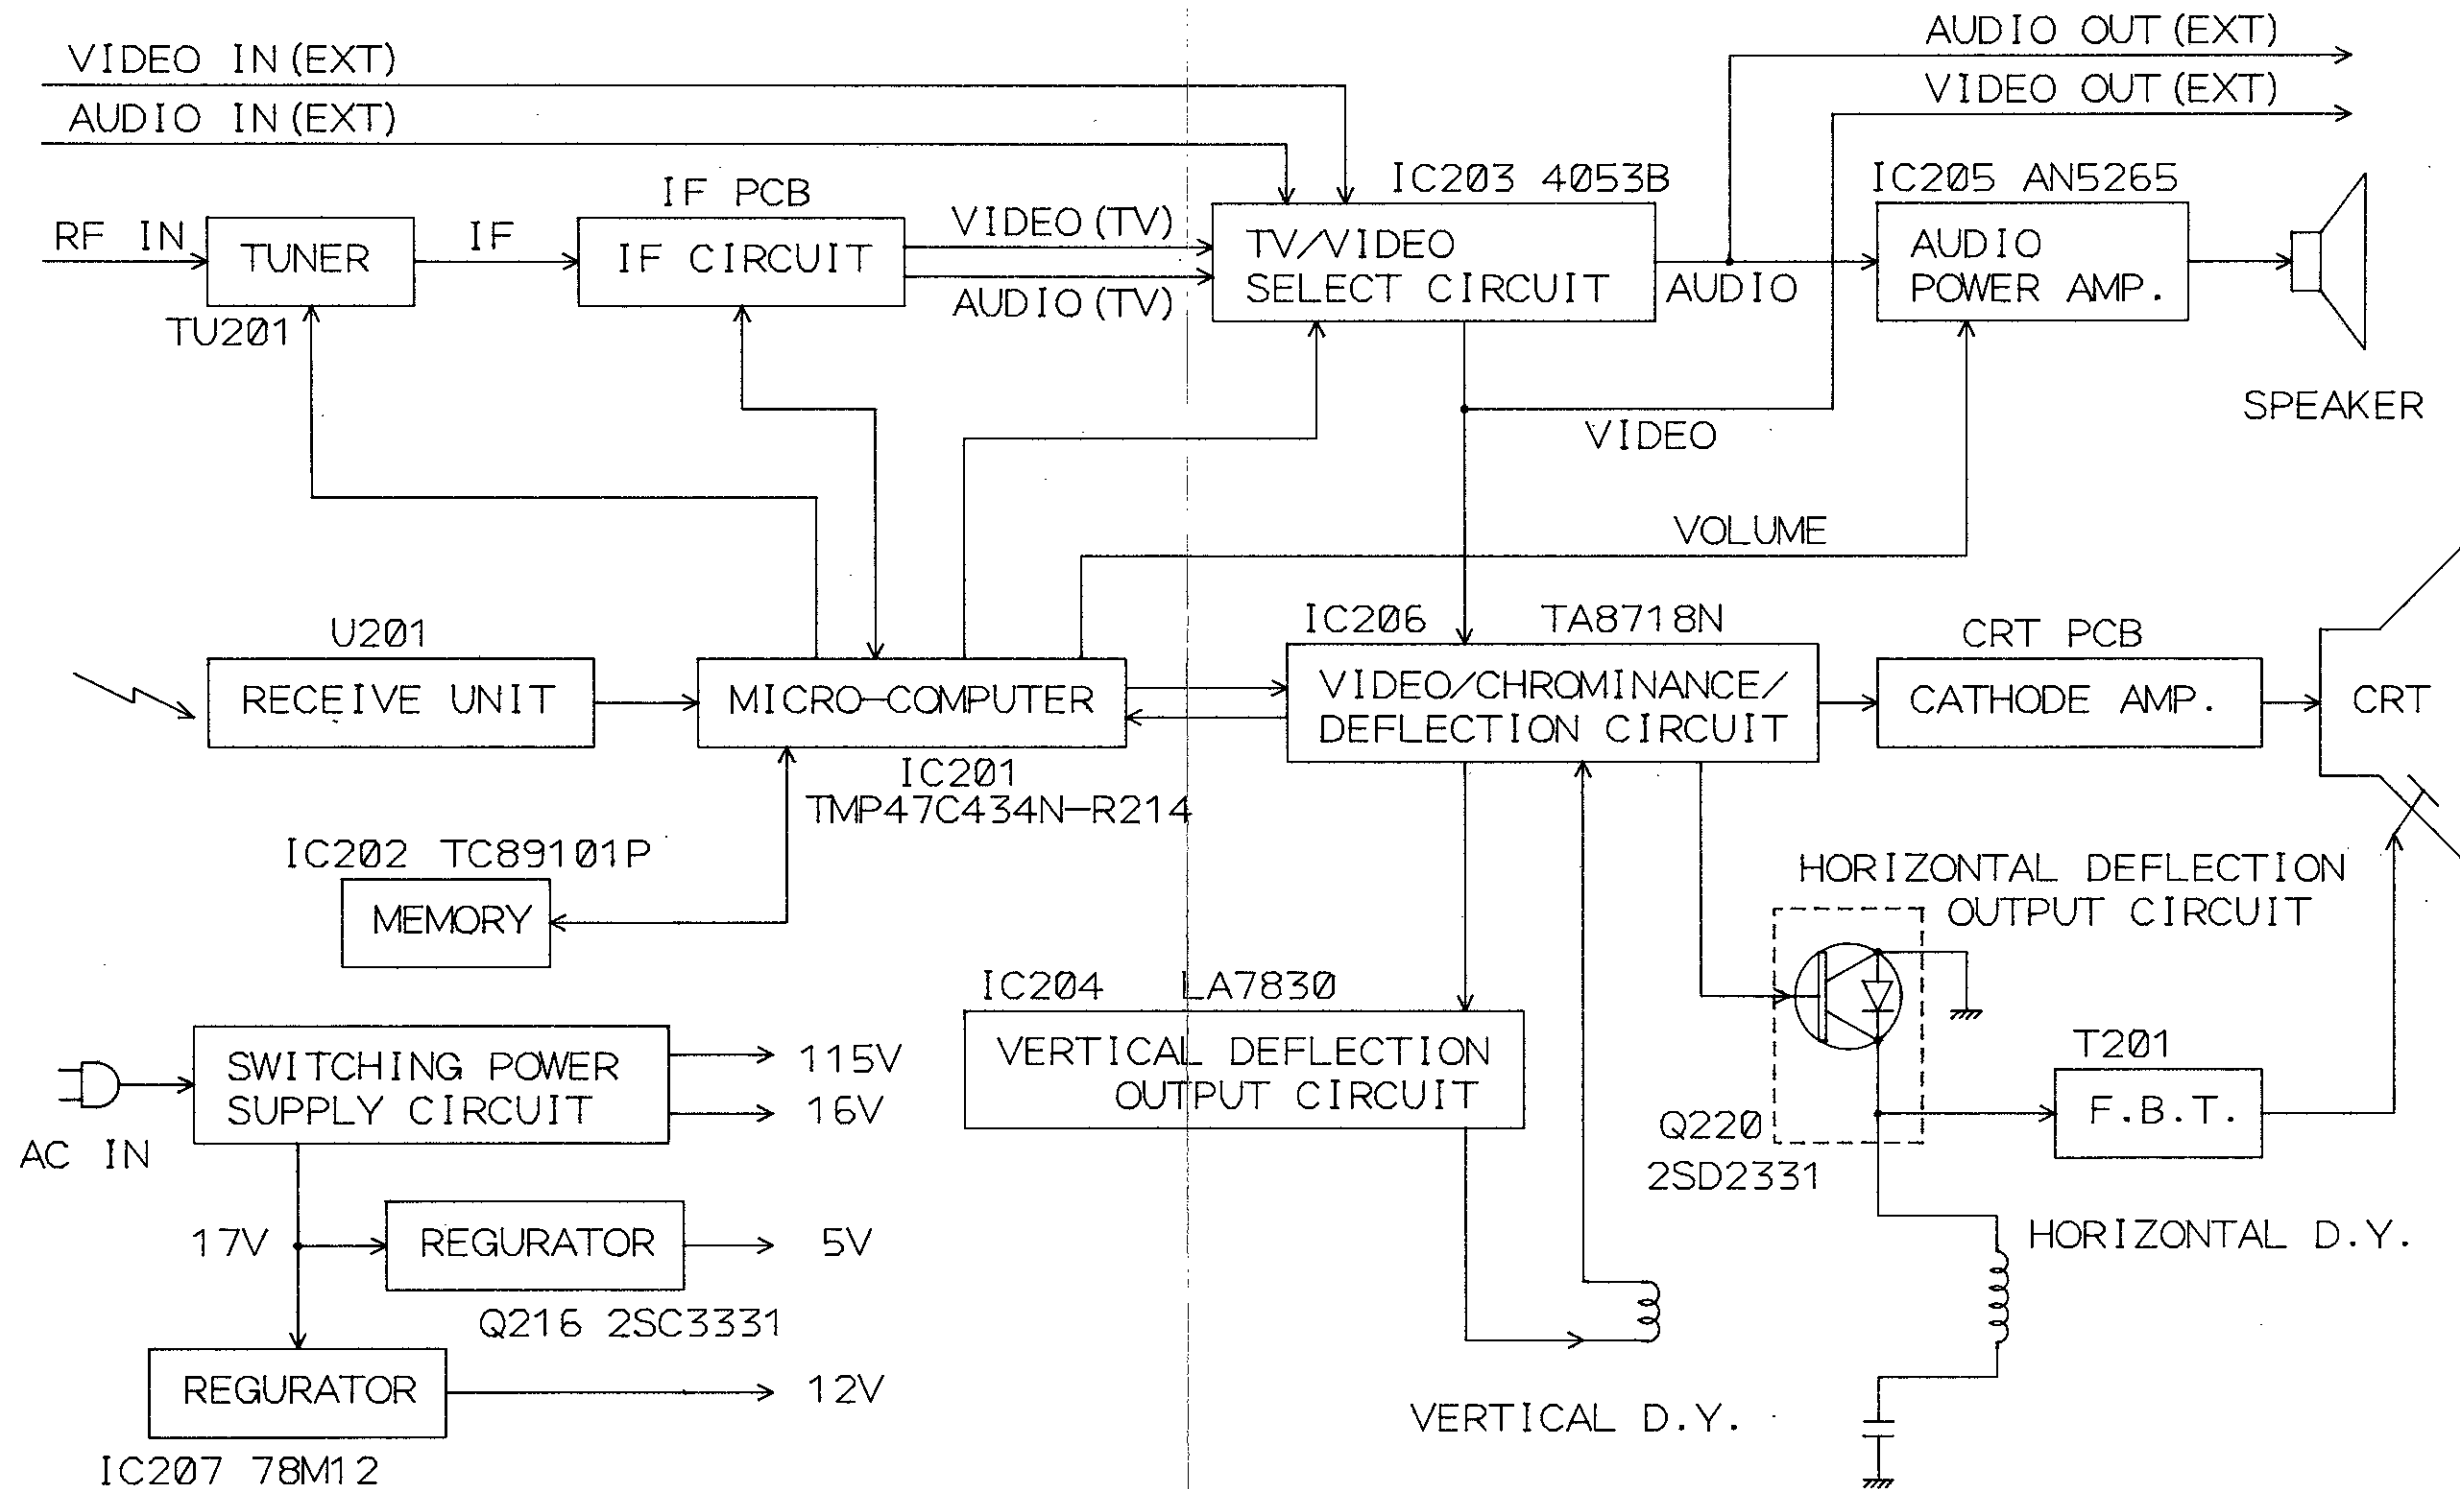 VIDEO IN(EXT)
AUDIO OUT(EXT)
VIDEO OUT(EXT)
AUDIO IN(EXT)
IF PCB
IC203 4053B
IC205 AN5265
RF IN
TUNER
IF
IF CIRCUIT
VIDEO(TV)
AUDIO(TV)
TV/VIDEO
SELECT CIRCUIT
AUDIO
AUDIO
POWER AMP.
TU201
SPEAKER
VIDEO
VOLUME
U201
RECEIVE UNIT
MICRO-COMPUTER
IC201
TMP47C434N-R214
IC206 TA8718N
VIDEO/CHROMINANCE/
DEFLECTION CIRCUIT
CRT PCB
CATHODE AMP.
CRT
IC202 TC89101P
MEMORY
HORIZONTAL DEFLECTION
OUTPUT CIRCUIT
IC204 LA7830
VERTICAL DEFLECTION
OUTPUT CIRCUIT
Q220
2SD2331
T201
F.B.T.
AC IN
SWITCHING POWER
SUPPLY CIRCUIT
115V
16V
17V
REGURATOR
5V
Q216 2SC3331
REGURATOR
12V
IC207 78M12
HORIZONTAL D.Y.
VERTICAL D.Y.